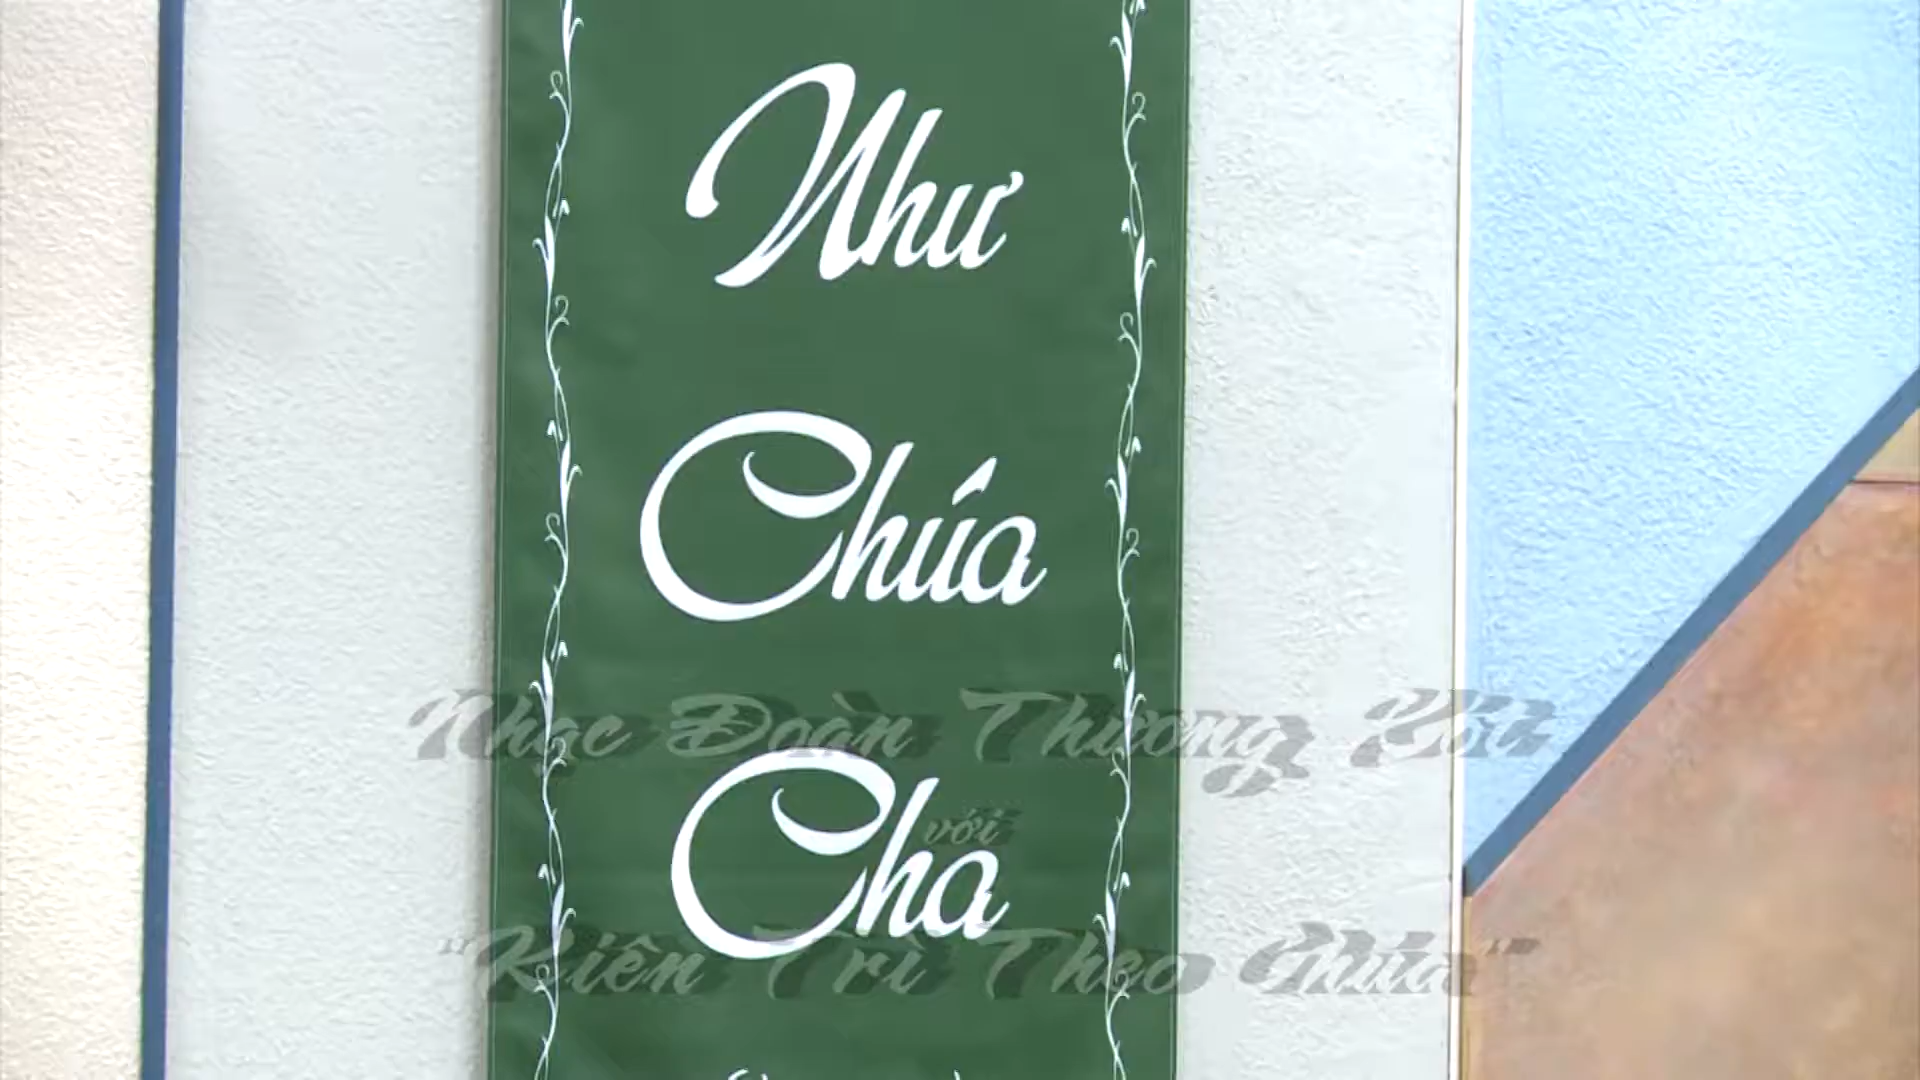 Như
Chúa
Nhạc Đoàn Thương Xót
Cha
với
"Kiên Trì Theo Chúa"